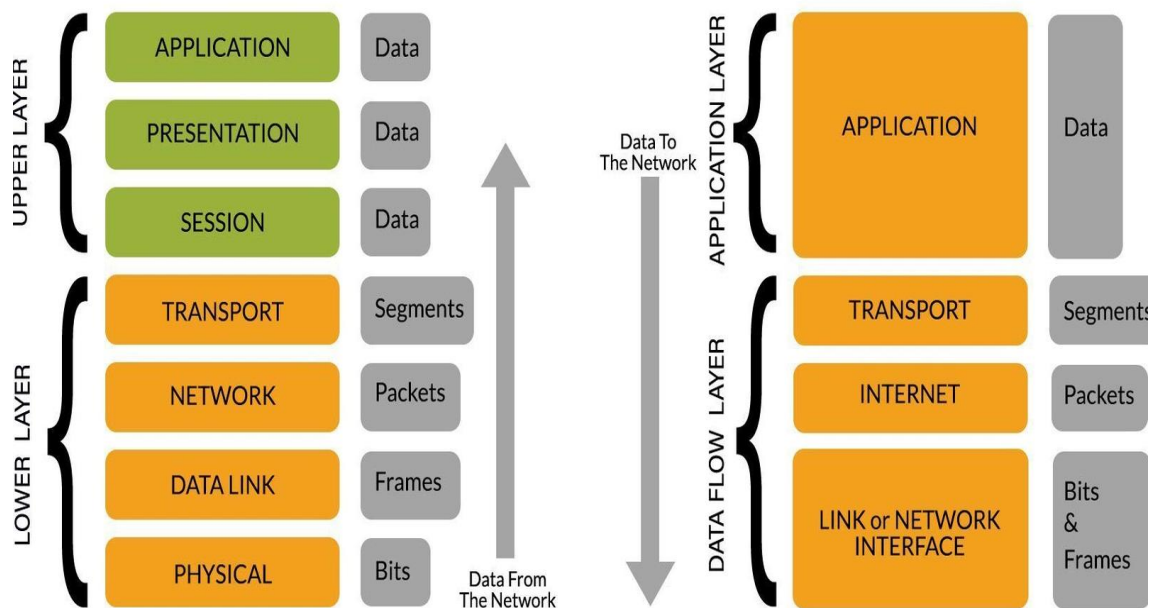 UPPER LAYER
APPLICATION
Data
PRESENTATION
Data
SESSION
Data
LOWER LAYER
TRANSPORT
Segments
NETWORK
Packets
DATA LINK
Frames
PHYSICAL
Bits
Data From
The Network
Data To
The Network
APPLICATION LAYER
APPLICATION
Data
DATA FLOW LAYER
TRANSPORT
Segments
INTERNET
Packets
LINK or NETWORK
INTERFACE
Bits
&
Frames